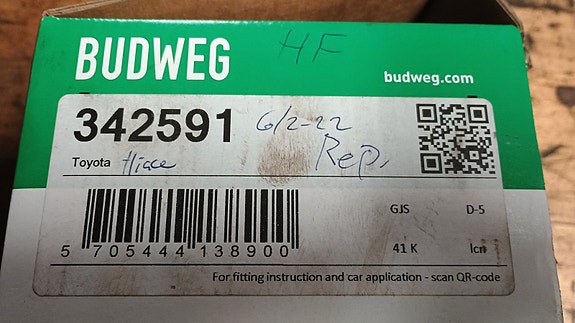 BUDWEG HF
budweg.com
342591 6/2-22
Rep.
Toyota Hiace
GJS D-5
5 705444 138900 41 K lcn
For fitting instruction and car application - scan QR-code